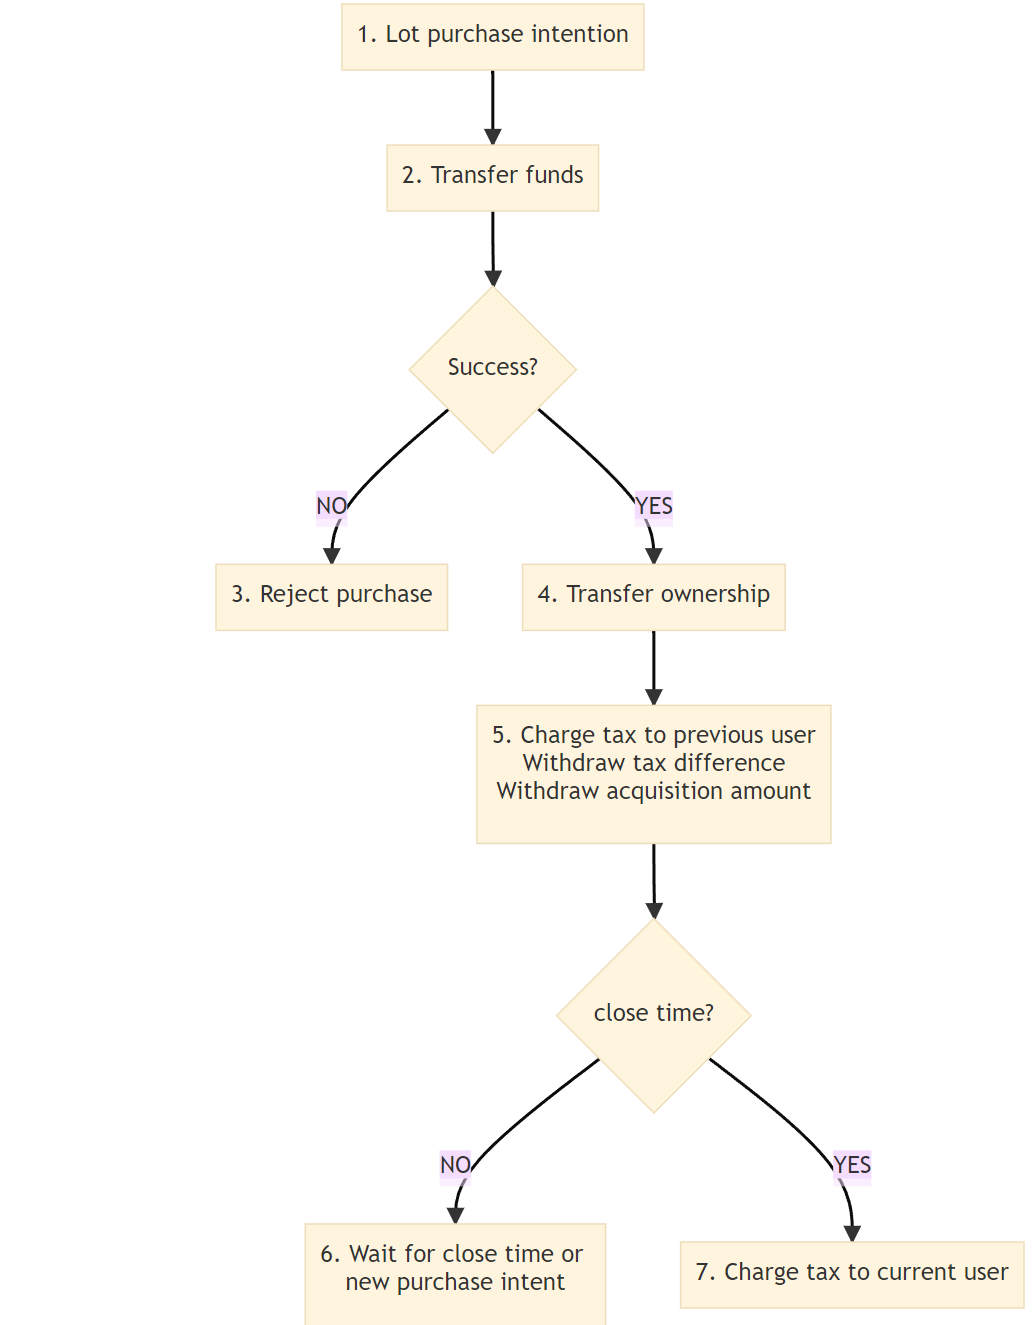 1. Lot purchase intention
2. Transfer funds
Success?
NO
YES
3. Reject purchase
4. Transfer ownership
5. Charge tax to previous user
Withdraw tax difference
Withdraw acquisition amount
close time?
NO
YES
6. Wait for close time or
new purchase intent
7. Charge tax to current user